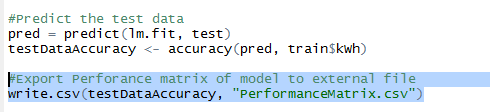 #Predict the test data
pred = predict(lm.fit, test)
testDataAccuracy <- accuracy(pred, train$kWh)
#Export Perforance matrix of model to external file
write.csv(testDataAccuracy, "PerformanceMatrix.csv")